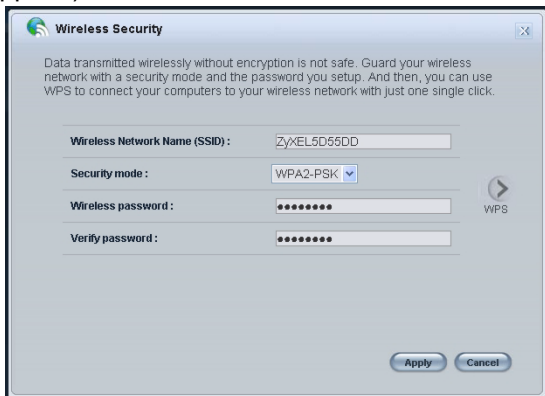 Wireless Security
Data transmitted wirelessly without encryption is not safe. Guard your wireless
network with a security mode and the password you setup. And then, you can use
WPS to connect your computers to your wireless network with just one single click.
Wireless Network Name (SSID) : ZyXEL5D55DD
Security mode : WPA2-PSK
Wireless password : ●●●●●●●●
WPS
Verify password : ●●●●●●●●
Apply Cancel